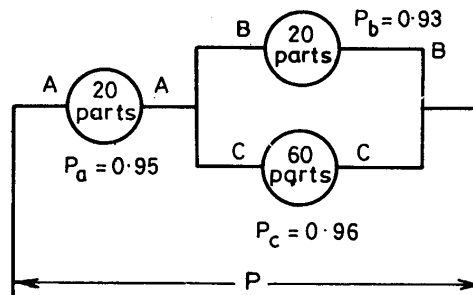 B
20
parts
P_b = 0·93
B
A
20
parts
A
P_a = 0·95
C
60
parts
C
P_c = 0·96
P